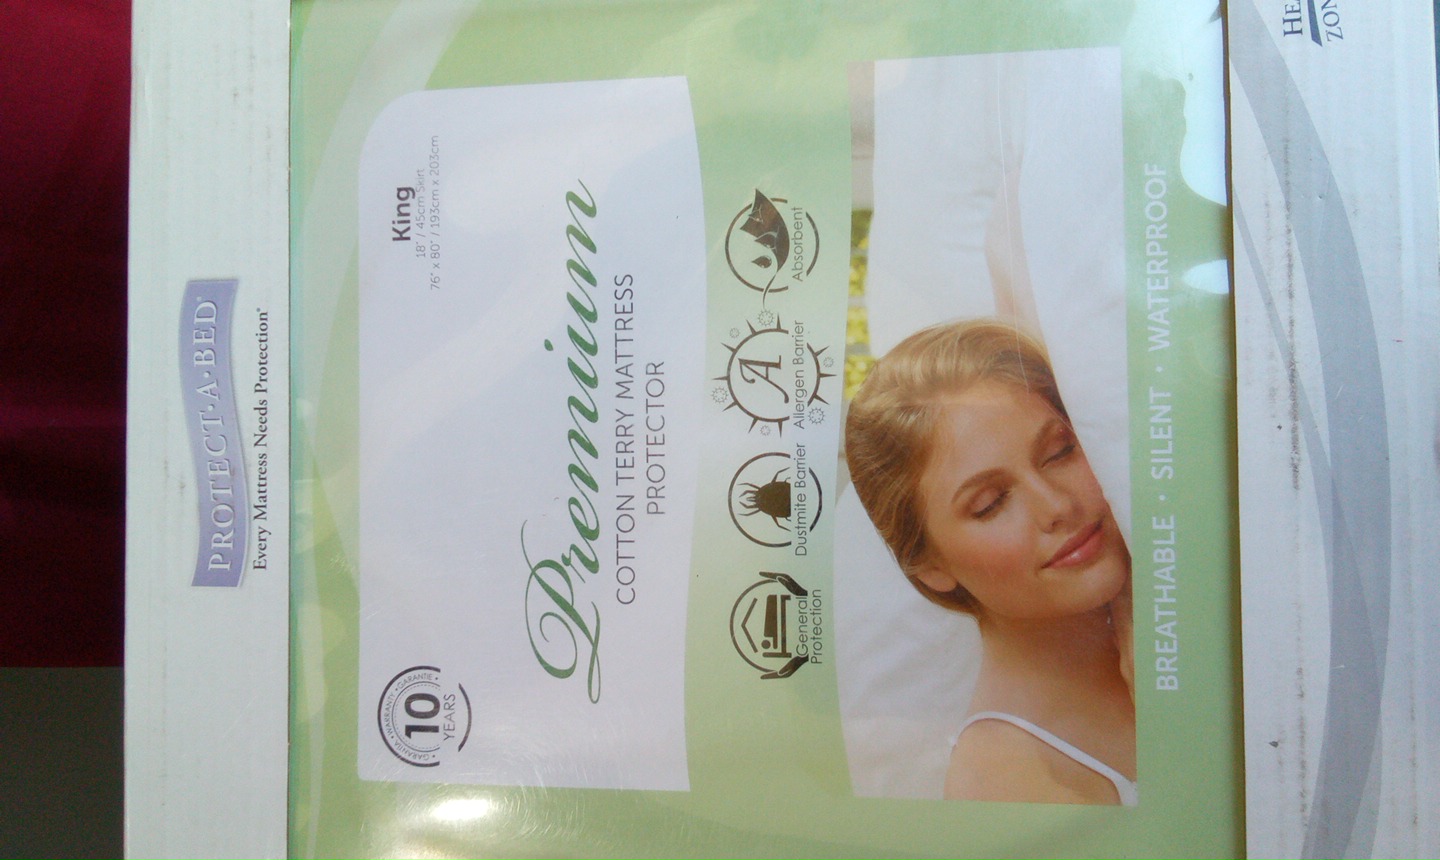 PROTECT·A·BED®
Every Mattress Needs Protection®
GARANTIA • WARRANTY • GARANTIE
10
YEARS
King
18" / 45cm Skirt
76" x 80" / 193cm x 203cm
Premium
COTTON TERRY MATTRESS
PROTECTOR
General
Protection
Dustmite Barrier
A
Allergen Barrier
Absorbent
BREATHABLE • SILENT • WATERPROOF